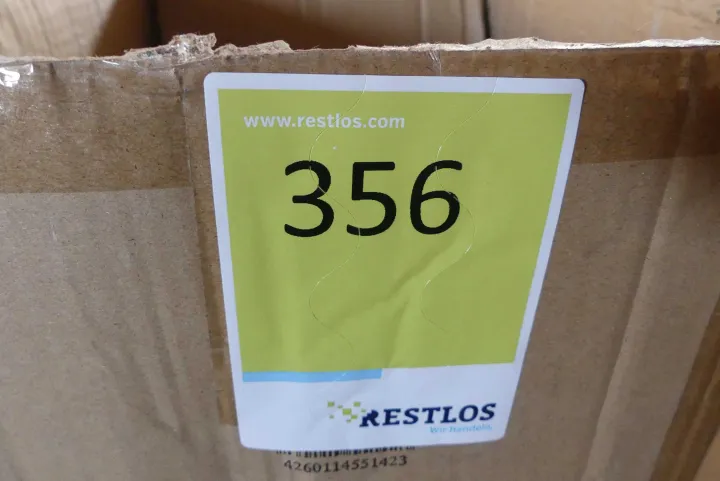 www.restlos.com
356
RESTLOS
Wir handeln.
4260114551423